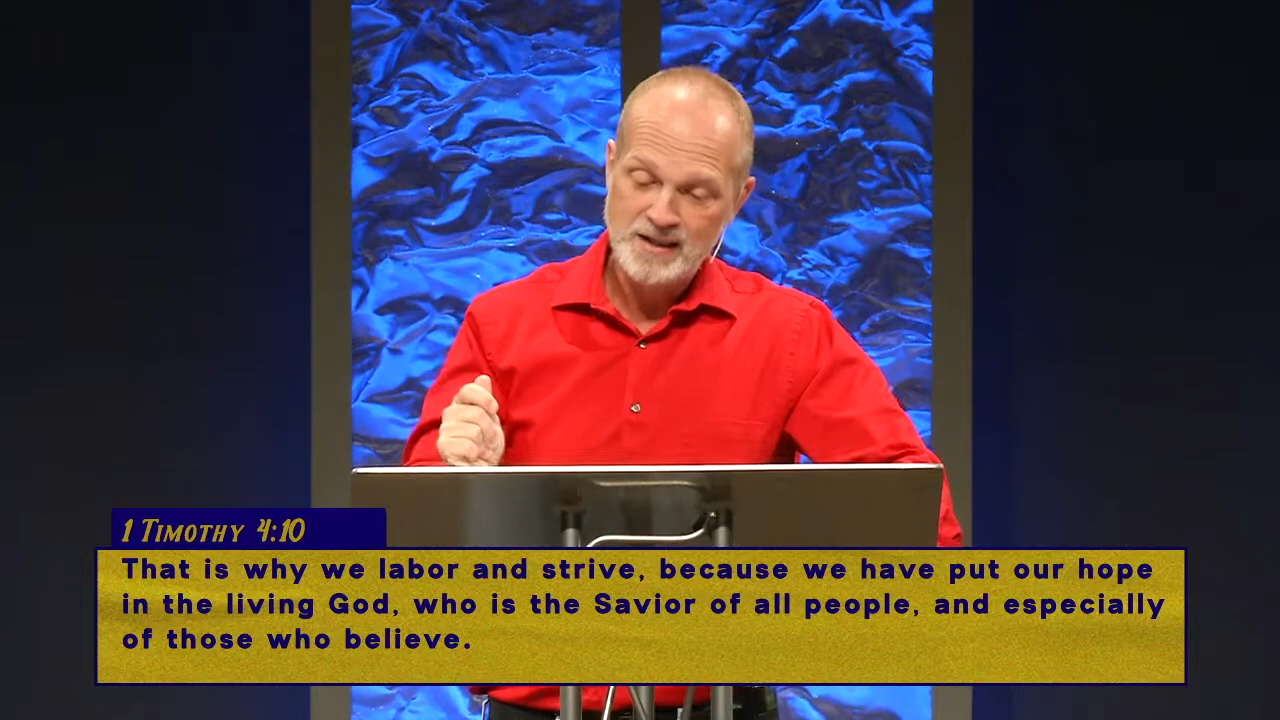 1 Timothy 4:10
That is why we labor and strive, because we have put our hope
in the living God, who is the Savior of all people, and especially
of those who believe.